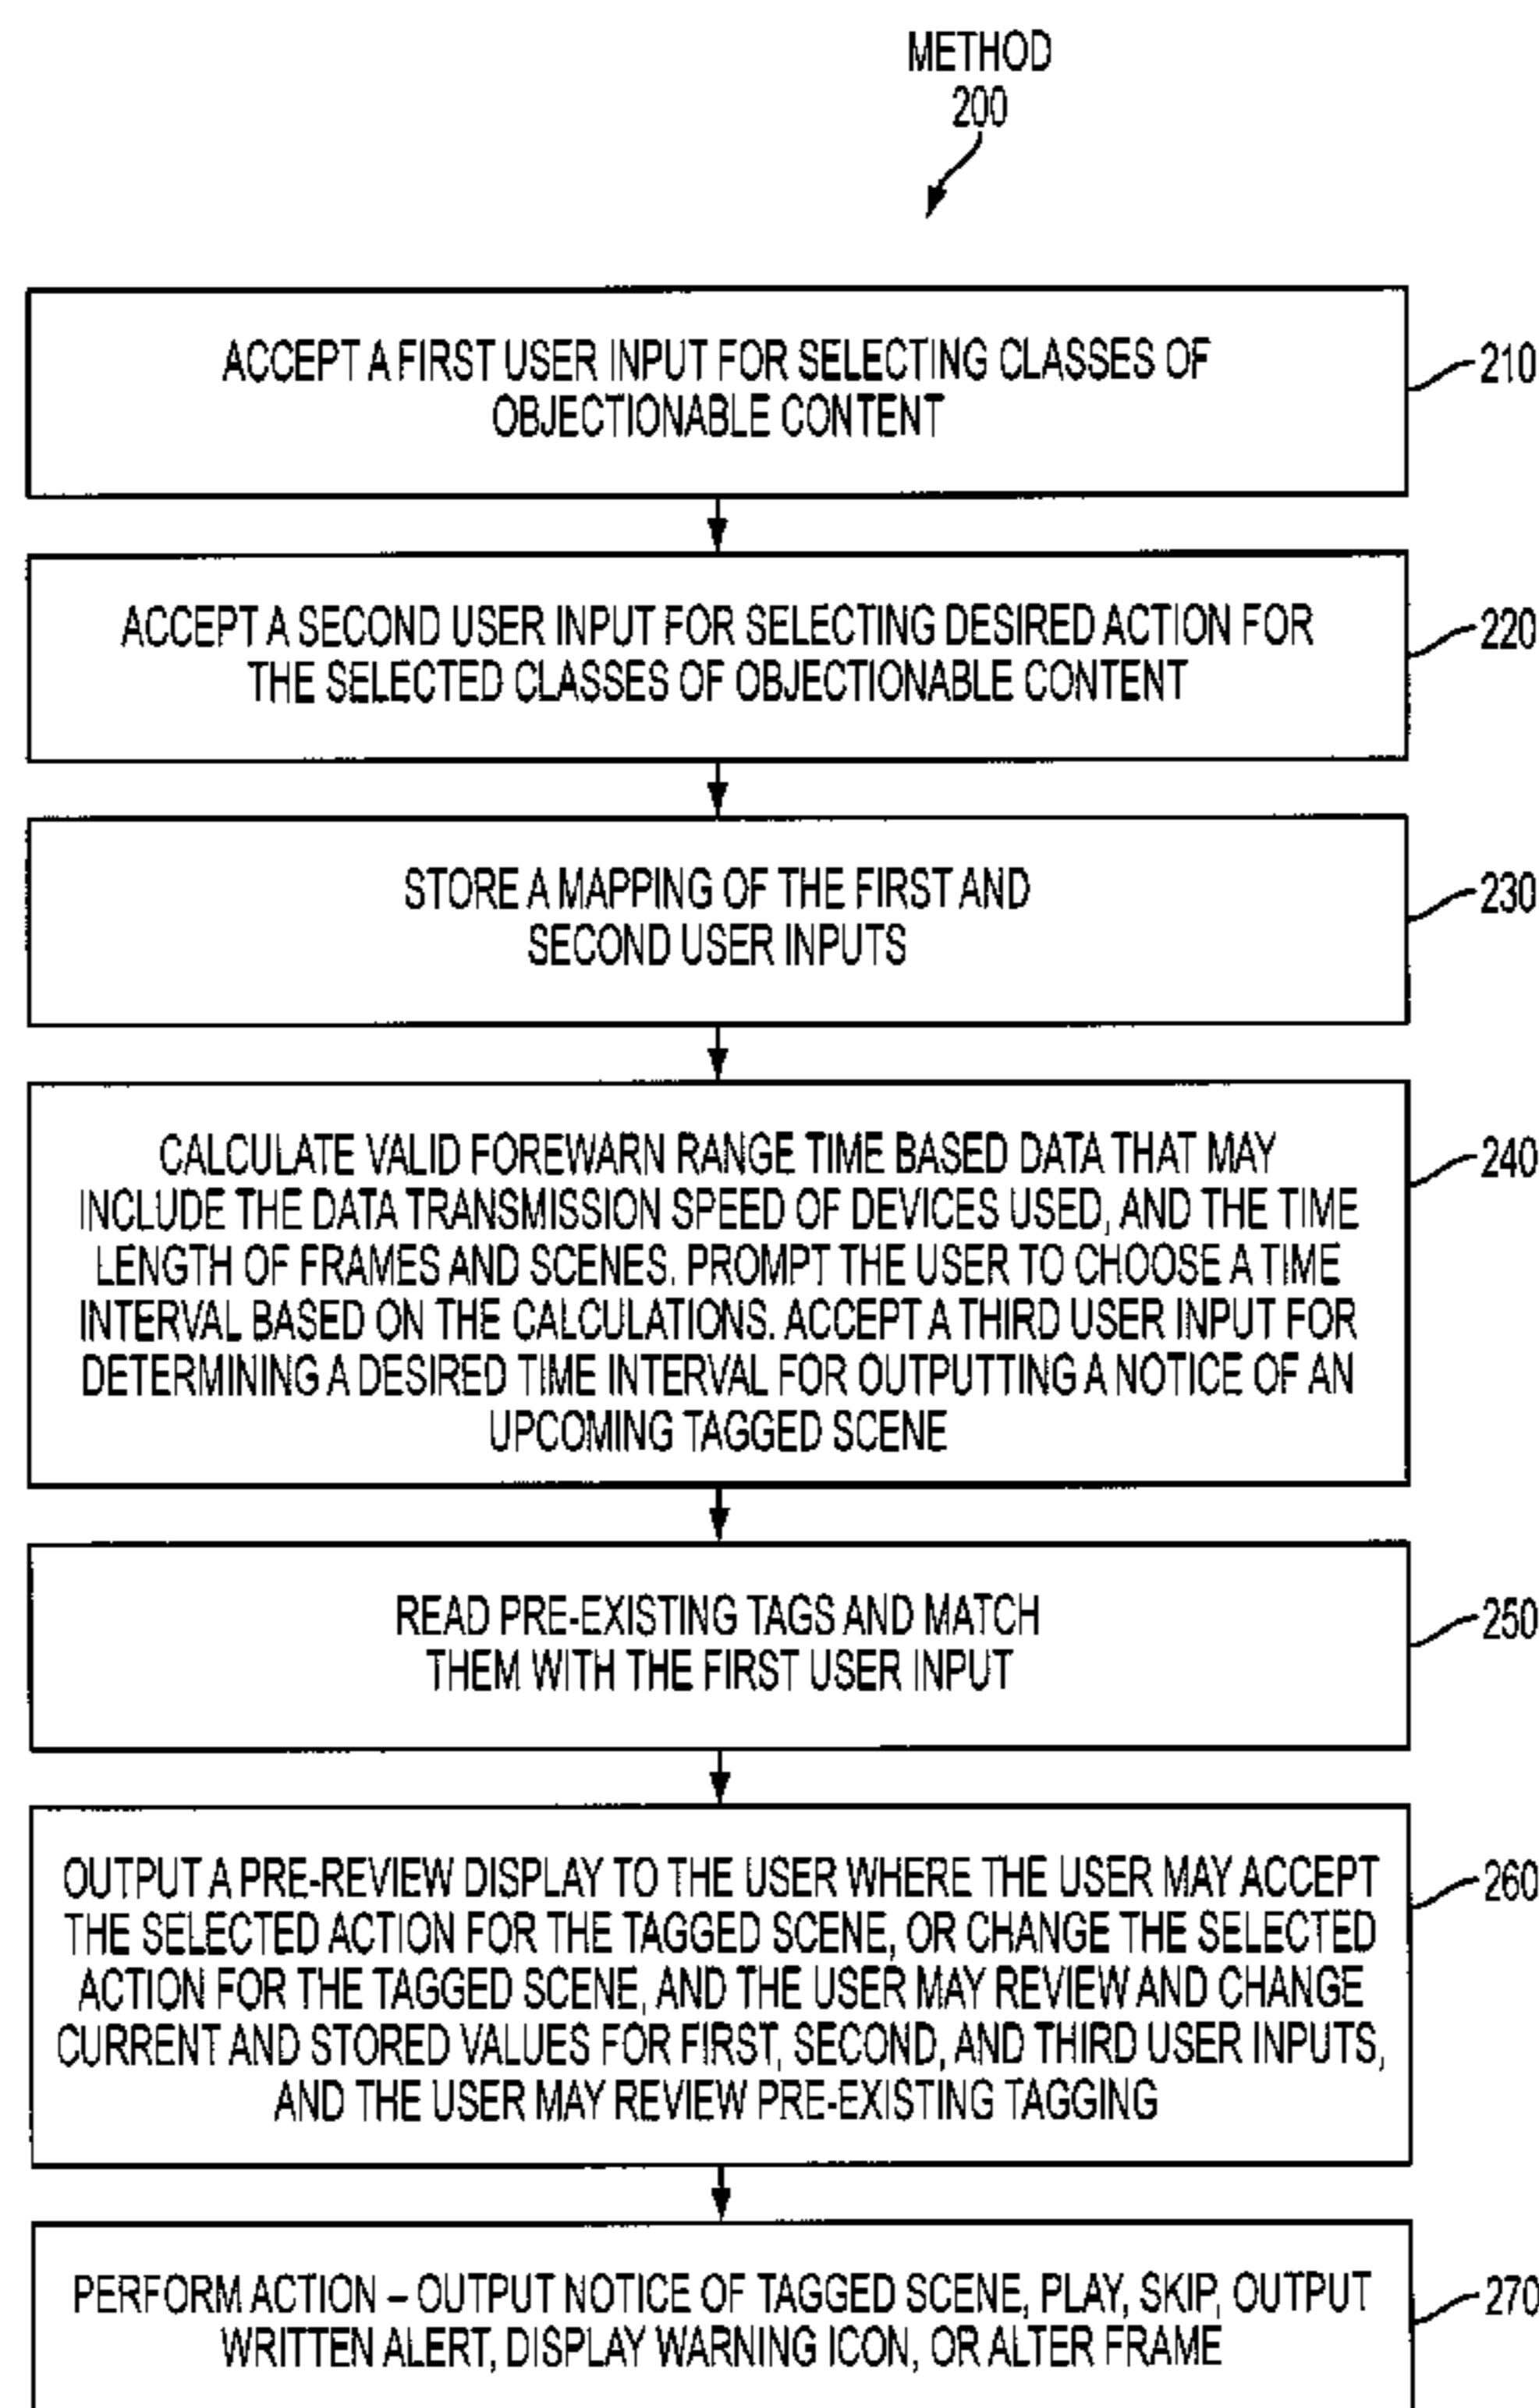 METHOD
200
ACCEPT A FIRST USER INPUT FOR SELECTING CLASSES OF
OBJECTIONABLE CONTENT
210
ACCEPT A SECOND USER INPUT FOR SELECTING DESIRED ACTION FOR
THE SELECTED CLASSES OF OBJECTIONABLE CONTENT
220
STORE A MAPPING OF THE FIRST AND
SECOND USER INPUTS
230
CALCULATE VALID FOREWARN RANGE TIME BASED DATA THAT MAY
INCLUDE THE DATA TRANSMISSION SPEED OF DEVICES USED, AND THE TIME
LENGTH OF FRAMES AND SCENES. PROMPT THE USER TO CHOOSE A TIME
INTERVAL BASED ON THE CALCULATIONS. ACCEPT A THIRD USER INPUT FOR
DETERMINING A DESIRED TIME INTERVAL FOR OUTPUTTING A NOTICE OF AN
UPCOMING TAGGED SCENE
240
READ PRE-EXISTING TAGS AND MATCH
THEM WITH THE FIRST USER INPUT
250
OUTPUT A PRE-REVIEW DISPLAY TO THE USER WHERE THE USER MAY ACCEPT
THE SELECTED ACTION FOR THE TAGGED SCENE, OR CHANGE THE SELECTED
ACTION FOR THE TAGGED SCENE, AND THE USER MAY REVIEW AND CHANGE
CURRENT AND STORED VALUES FOR FIRST, SECOND, AND THIRD USER INPUTS,
AND THE USER MAY REVIEW PRE-EXISTING TAGGING
260
PERFORM ACTION – OUTPUT NOTICE OF TAGGED SCENE, PLAY, SKIP, OUTPUT
WRITTEN ALERT, DISPLAY WARNING ICON, OR ALTER FRAME
270